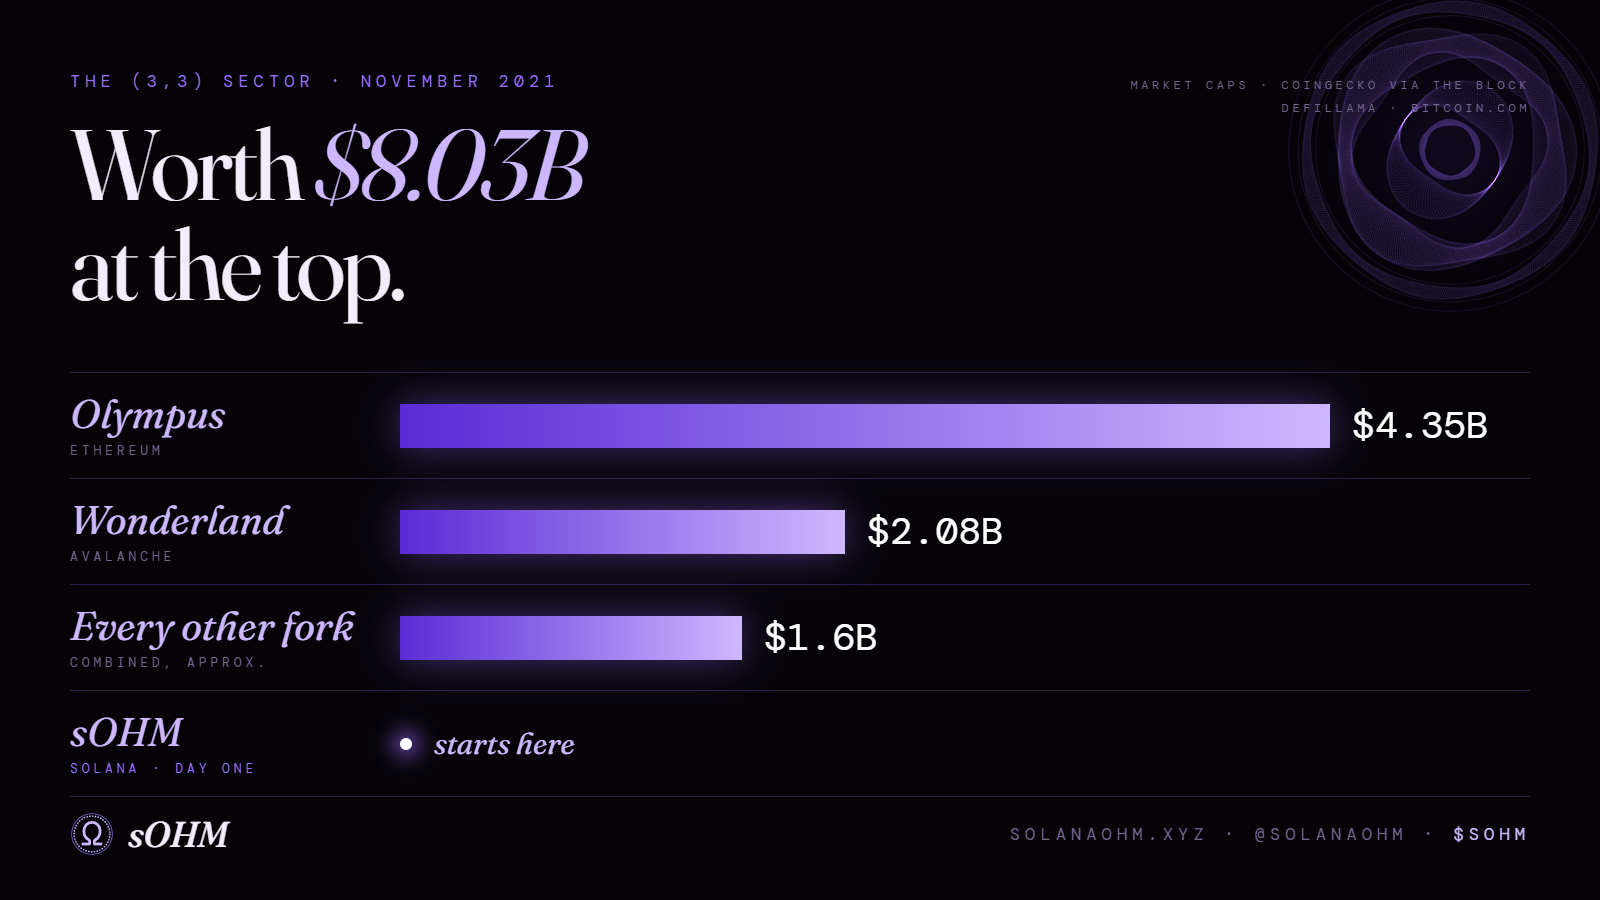 THE (3,3) SECTOR · NOVEMBER 2021
MARKET CAPS · COINGECKO VIA THE BLOCK
DEFILLAMA · BITCOIN.COM
Worth $8.03B
at the top.
Olympus
ETHEREUM
$4.35B
Wonderland
AVALANCHE
$2.08B
Every other fork
COMBINED, APPROX.
$1.6B
sOHM
SOLANA · DAY ONE
starts here
Ω sOHM
SOLANAOHM.XYZ · @SOLANAOHM · $SOHM